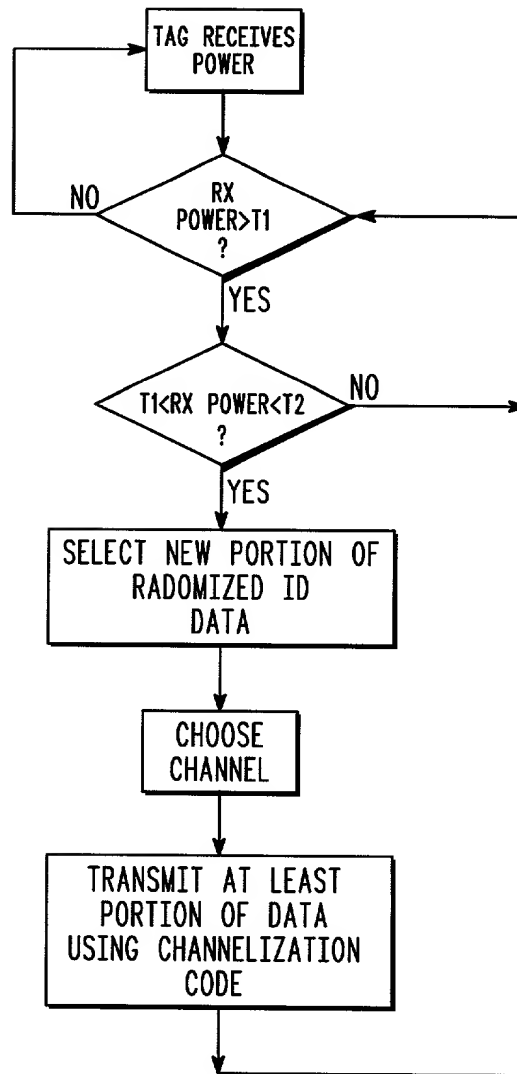 TAG RECEIVES
POWER
RX
POWER>T1
?
NO
YES
T1<RX POWER<T2
?
NO
YES
SELECT NEW PORTION OF
RADOMIZED ID
DATA
CHOOSE
CHANNEL
TRANSMIT AT LEAST
PORTION OF DATA
USING CHANNELIZATION
CODE